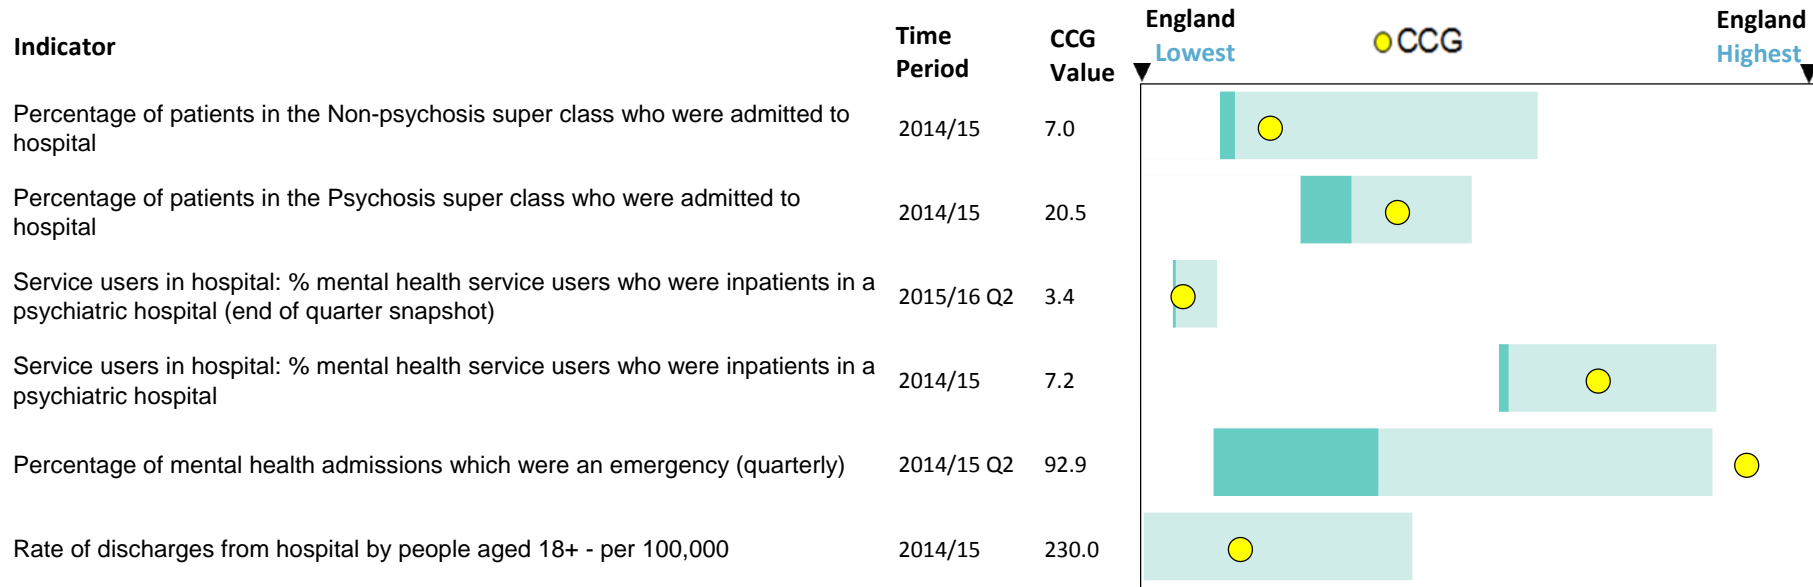 Indicator
Time Period
CCG Value
England Lowest
CCG
England Highest
Percentage of patients in the Non-psychosis super class who were admitted to
hospital
2014/15
7.0
Percentage of patients in the Psychosis super class who were admitted to
hospital
2014/15
20.5
Service users in hospital: % mental health service users who were inpatients in a
psychiatric hospital (end of quarter snapshot)
2015/16 Q2
3.4
Service users in hospital: % mental health service users who were inpatients in a
psychiatric hospital
2014/15
7.2
Percentage of mental health admissions which were an emergency (quarterly)
2014/15 Q2
92.9
Rate of discharges from hospital by people aged 18+ - per 100,000
2014/15
230.0